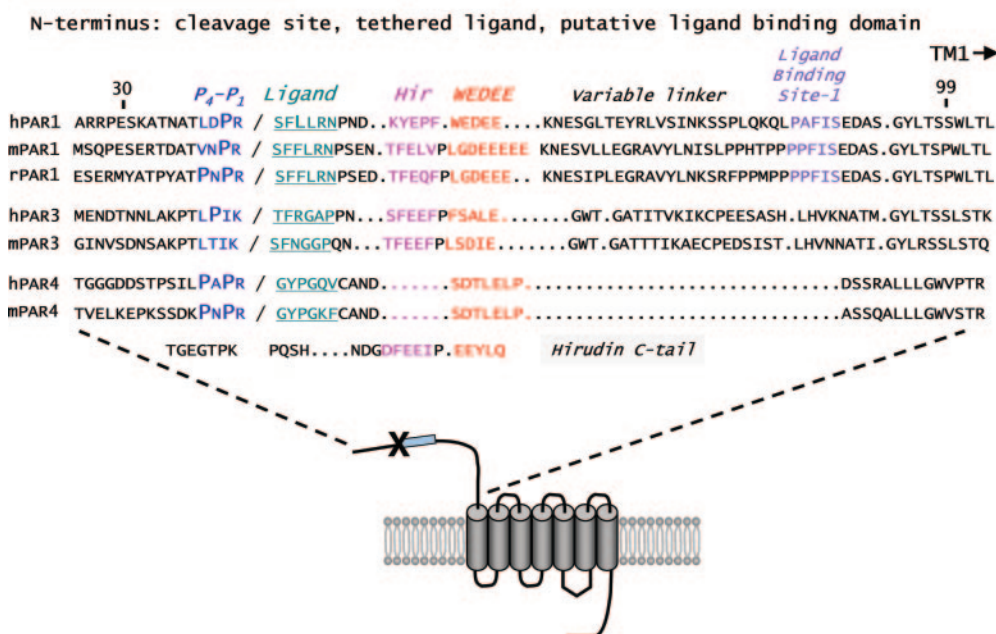 N-terminus: cleavage site, tethered ligand, putative ligand binding domain
Ligand Binding Site-1
TM1
30 P4-P1 Ligand Hir WEDEE Variable linker 99
hPAR1 ARRPESKATNATLDPR / SFLLRNPND..KYEPF.WEDEE....KNESGLTEYRLVSINKSSPLQKQLPAFISEDAS.GYLTSSWLTL
mPAR1 MSQPESERTDATVNPR / SFFLRNPSEN.TFELVPLGDEEEEE KNESVLLEGRAVYLNISLPPHTPPPPFISEDAS.GYLTSPWLTL
rPAR1 ESERMYATPYATPNPR / SFFLRNPSED.TFEQFPLGDEEE..KNESIPLEGRAVYLNKSRFPPMPPPPFISEDAS.GYLTSPWLTL
hPAR3 MENDTNNLAKPTLPIK / TFRGAPPN...SFEEFPFSALE.......GWT.GATITVKIKCPEESASH.LHVKNATM.GYLTSSLSTK
mPAR3 GINVSDNSAKPTLTIK / SFNGGPQN...TFEEFPLSDIE.......GWT.GATTTIKAECPEDSIST.LHVNNATI.GYLRSSLSTQ
hPAR4 TGGGDDSTPSILPAPR / GYPGQVCAND......SDTLELP.................................DSSRALLLGWVPTR
mPAR4 TVELKEPKSSDKPNPR / GYPGKFCAND......SDTLELP.................................ASSQALLLGWVSTR
TGEGTPK PQSH....NDGDFEEIP.EEYLQ Hirudin C-tail
X